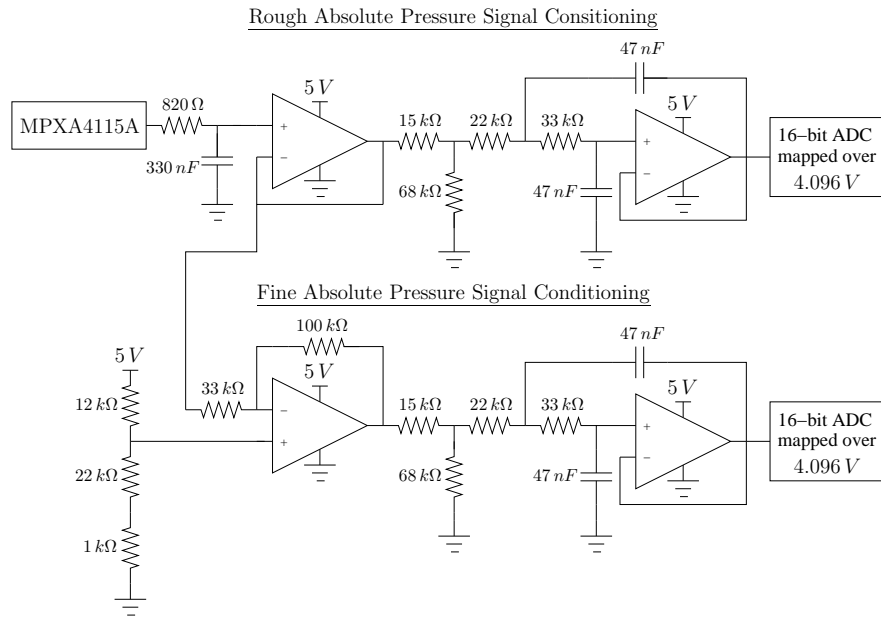 Rough Absolute Pressure Signal Consitioning
47 nF
5 V
5 V
MPXA4115A
820 Ω
15 kΩ
22 kΩ
33 kΩ
+
−
+
−
16–bit ADC
mapped over
4.096 V
330 nF
68 kΩ
47 nF
Fine Absolute Pressure Signal Conditioning
100 kΩ
47 nF
5 V
5 V
5 V
12 kΩ
33 kΩ
15 kΩ
22 kΩ
33 kΩ
−
+
+
−
16–bit ADC
mapped over
4.096 V
22 kΩ
68 kΩ
47 nF
1 kΩ